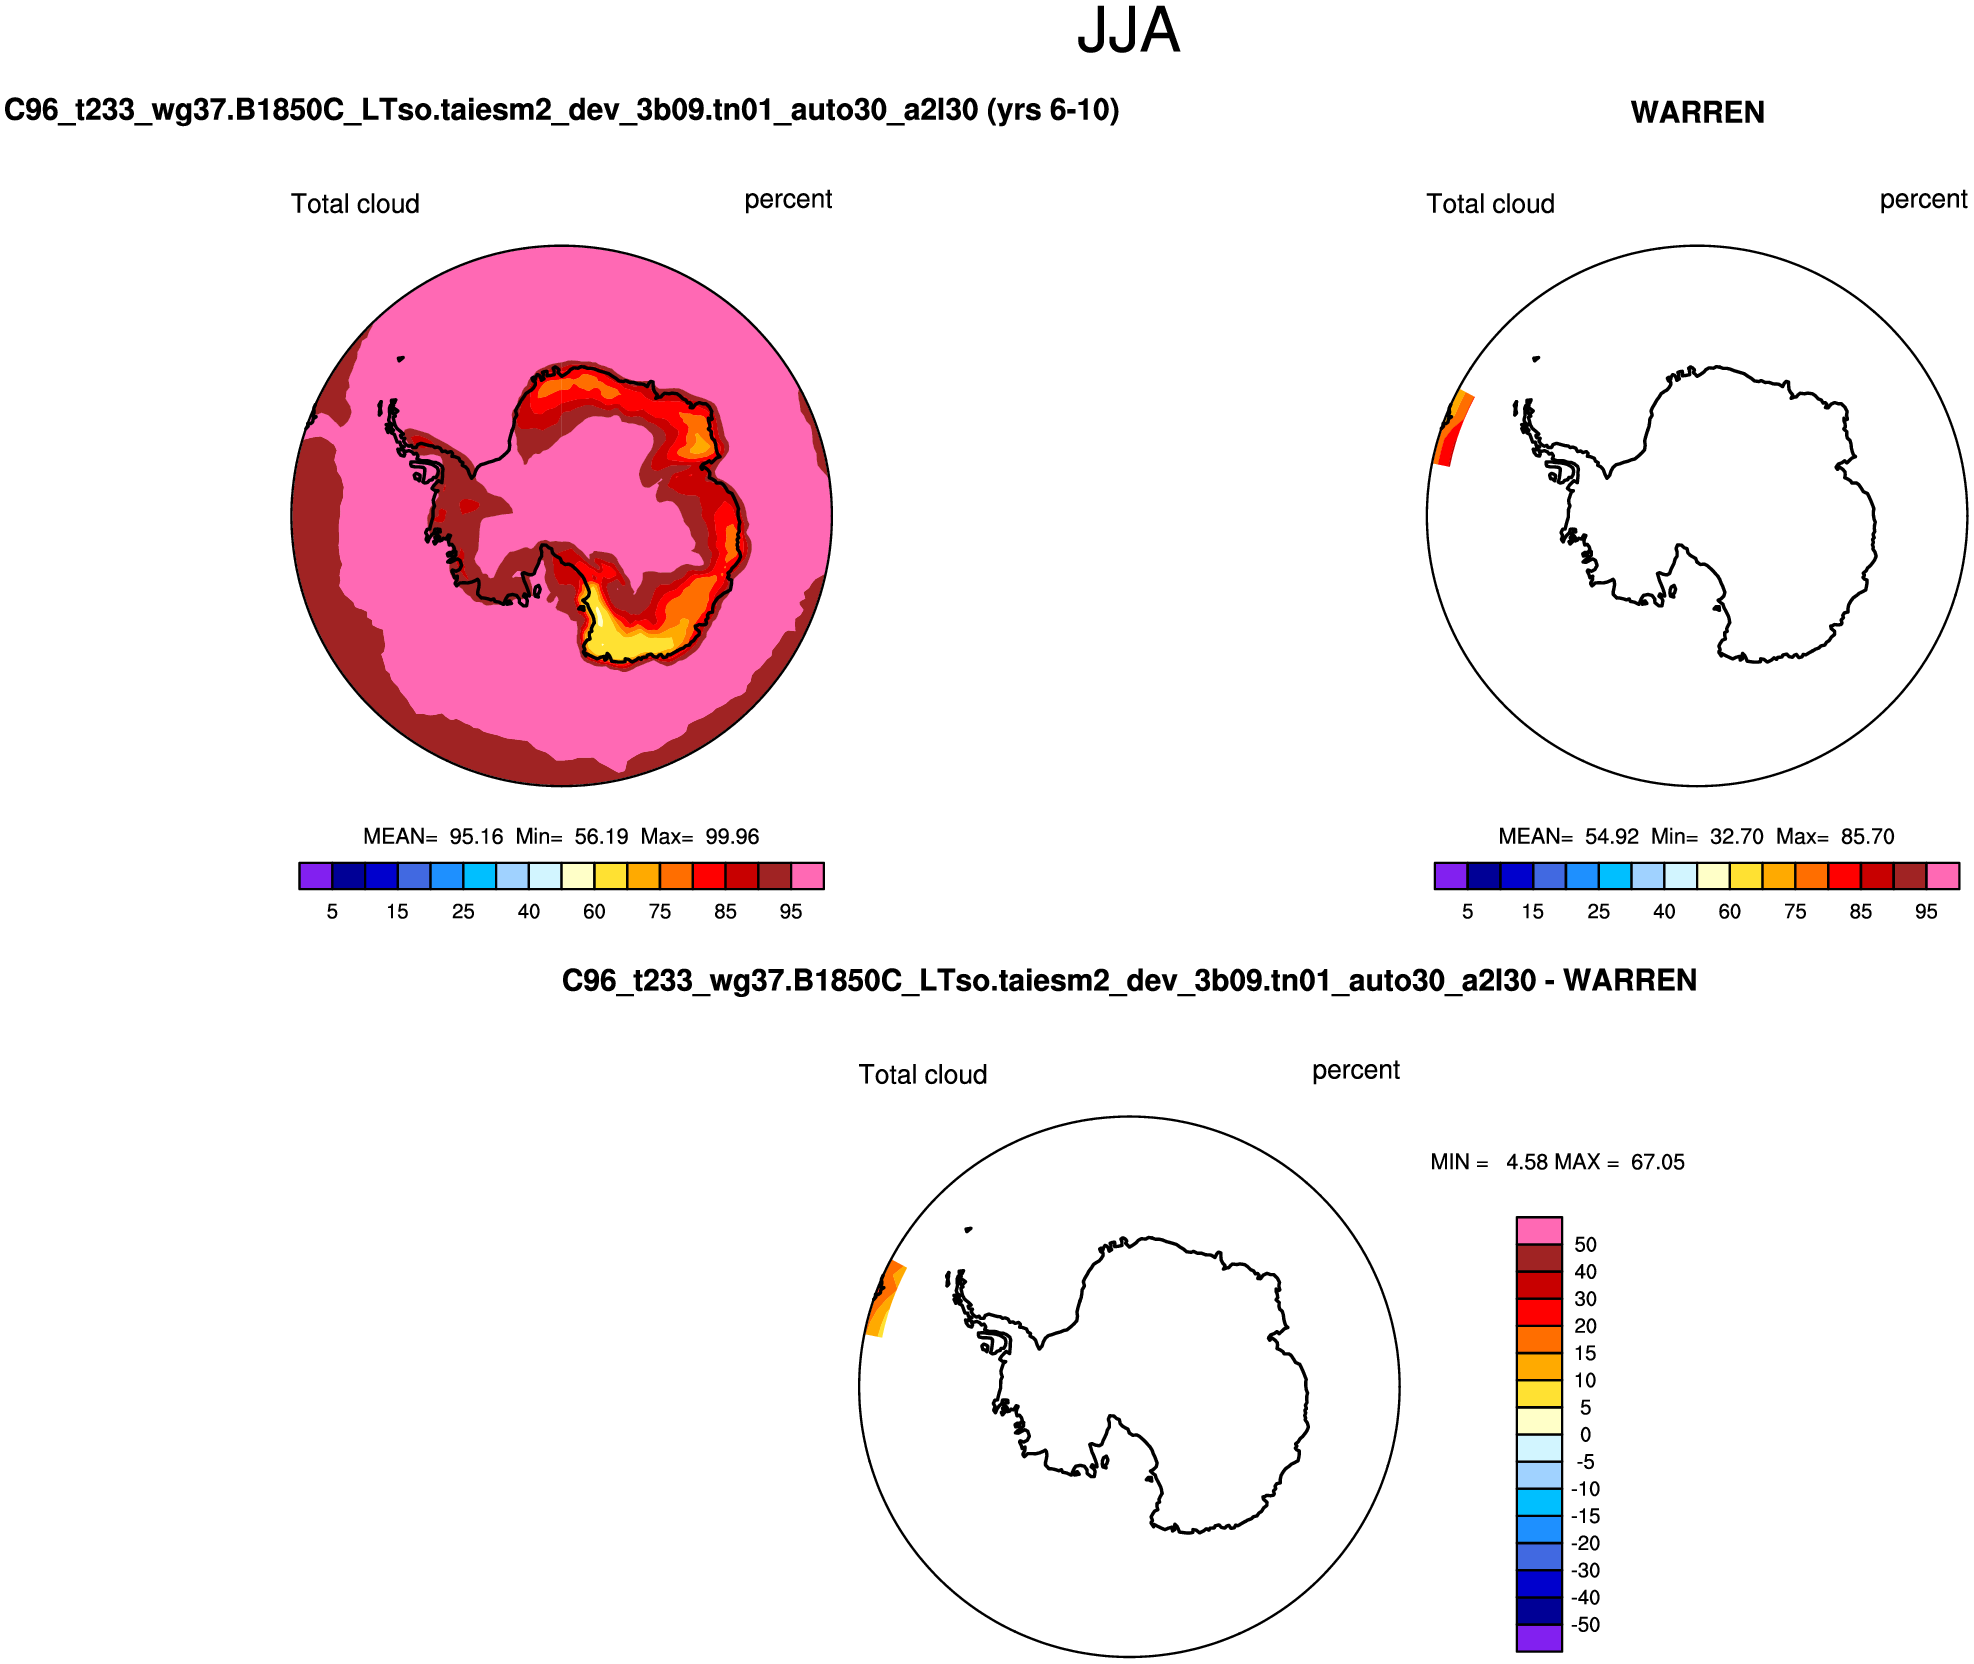 JJA
C96_t233_wg37.B1850C_LTso.taiesm2_dev_3b09.tn01_auto30_a2l30 (yrs 6-10)
WARREN
Total cloud percent
Total cloud percent
MEAN= 95.16 Min= 56.19 Max= 99.96
MEAN= 54.92 Min= 32.70 Max= 85.70
5 15 25 40 60 75 85 95
5 15 25 40 60 75 85 95
C96_t233_wg37.B1850C_LTso.taiesm2_dev_3b09.tn01_auto30_a2l30 - WARREN
Total cloud percent
MIN = 4.58 MAX = 67.05
50
40
30
20
15
10
5
0
-5
-10
-15
-20
-30
-40
-50